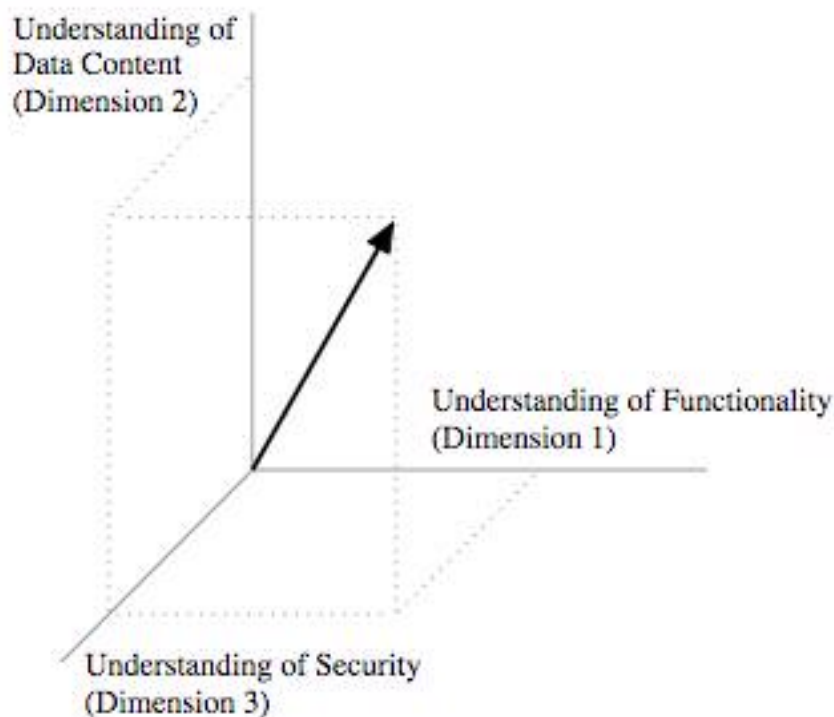 Understanding of
Data Content
(Dimension 2)
Understanding of Functionality
(Dimension 1)
Understanding of Security
(Dimension 3)